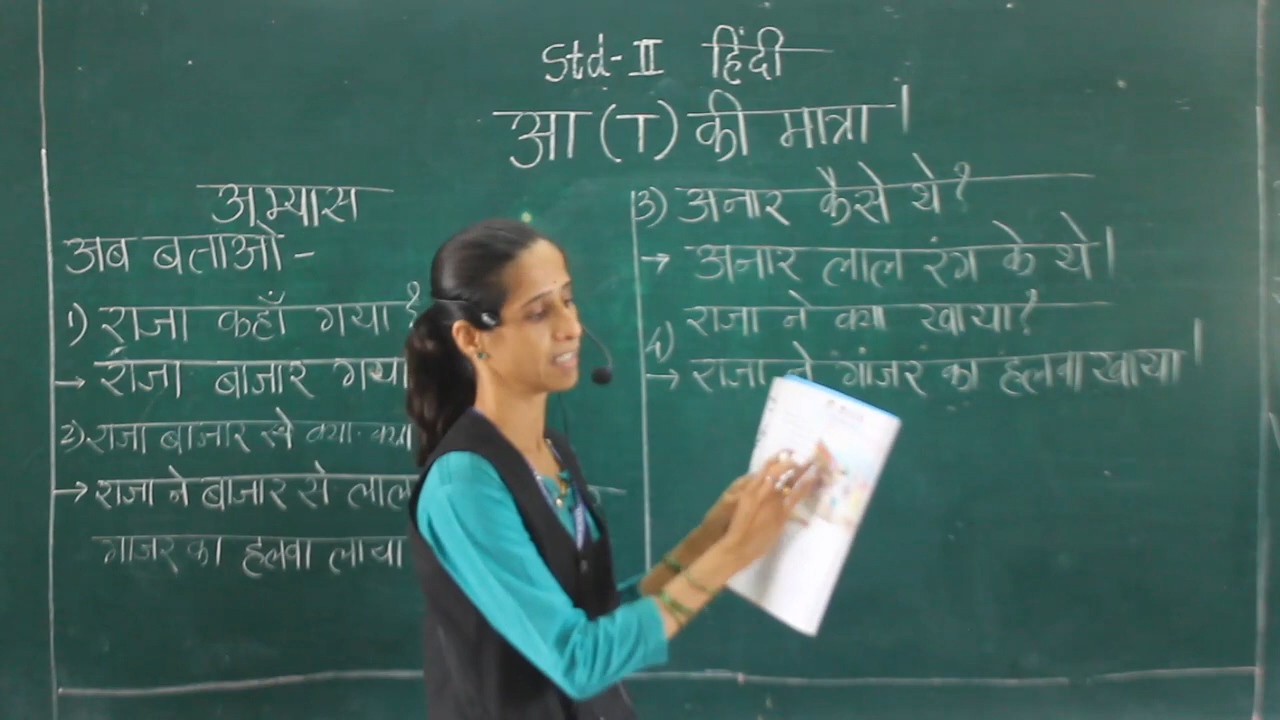 Std-II हिंदी
आ (ा) की मात्रा।
अभ्यास
अब बताओ -
1) राजा कहाँ गया ?
→ राजा बाजार गया
2) राजा बाजार से क्या-क्या
→ राजा ने बाजार से लाल
गाजर का हलवा लाया
3) अनार कैसे थे ?
→ अनार लाल रंग के थे।
4) राजा ने क्या खाया ?
→ राजा ने गाजर का हलवा खाया।